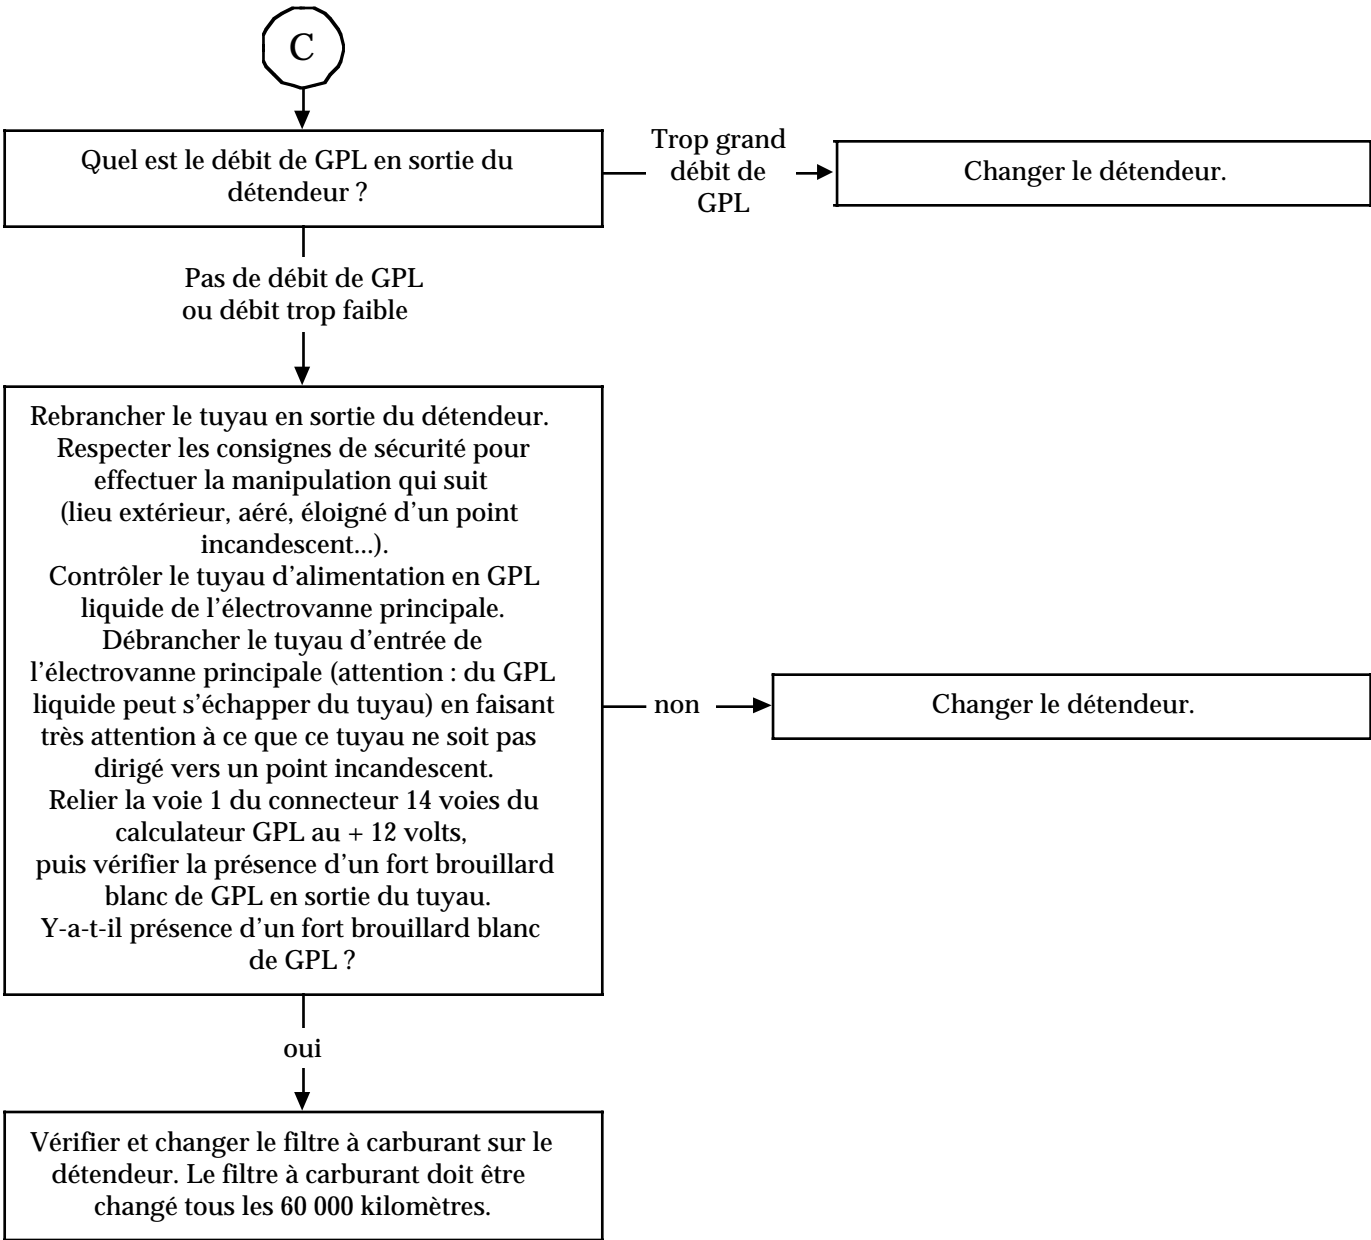 C
Quel est le débit de GPL en sortie du
détendeur ?
Trop grand
débit de
GPL
Changer le détendeur.
Pas de débit de GPL
ou débit trop faible
Rebrancher le tuyau en sortie du détendeur.
Respecter les consignes de sécurité pour
effectuer la manipulation qui suit
(lieu extérieur, aéré, éloigné d'un point
incandescent...).
Contrôler le tuyau d'alimentation en GPL
liquide de l'électrovanne principale.
Débrancher le tuyau d'entrée de
l'électrovanne principale (attention : du GPL
liquide peut s'échapper du tuyau) en faisant
très attention à ce que ce tuyau ne soit pas
dirigé vers un point incandescent.
Relier la voie 1 du connecteur 14 voies du
calculateur GPL au + 12 volts,
puis vérifier la présence d'un fort brouillard
blanc de GPL en sortie du tuyau.
Y-a-t-il présence d'un fort brouillard blanc
de GPL ?
non
Changer le détendeur.
oui
Vérifier et changer le filtre à carburant sur le
détendeur. Le filtre à carburant doit être
changé tous les 60 000 kilomètres.